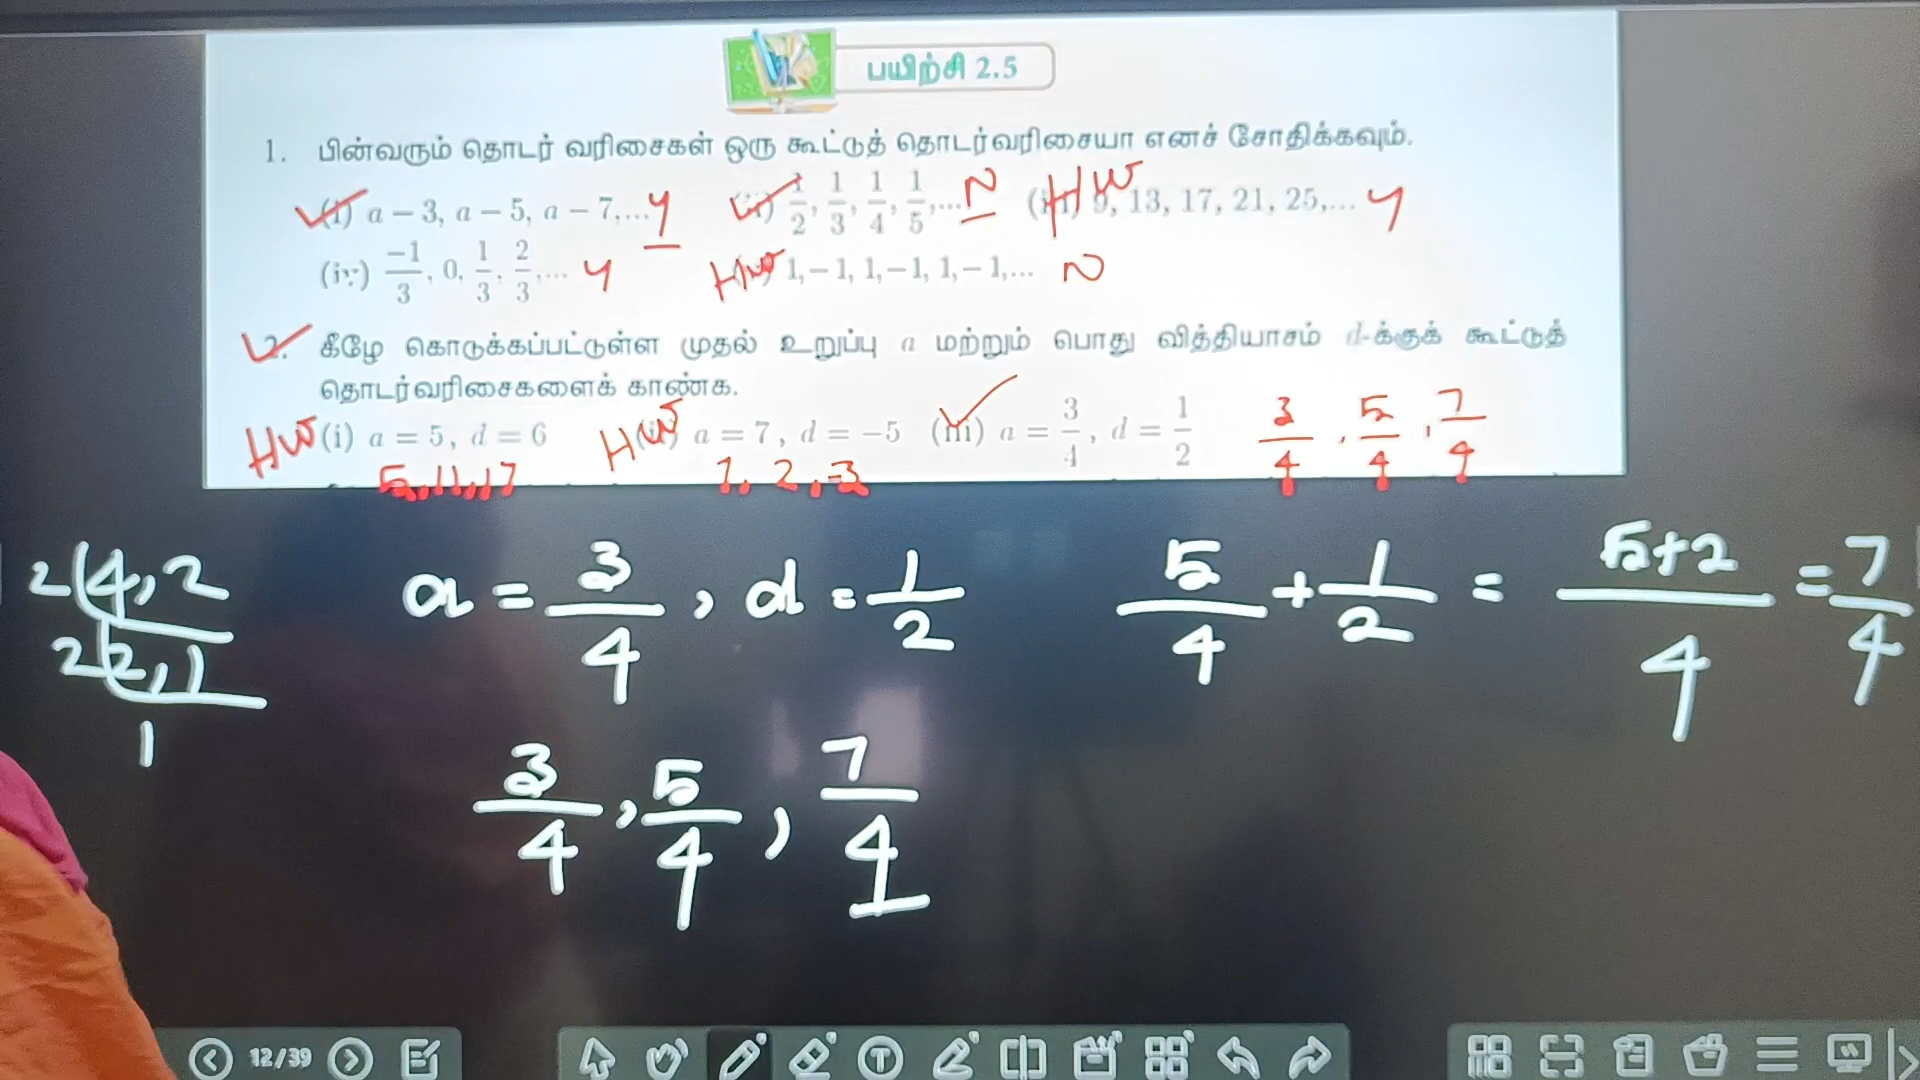 பயிற்சி 2.5
1. பின்வரும் தொடர் வரிசைகள் ஒரு கூட்டுத் தொடர்வரிசையா எனச் சோதிக்கவும்.
(i) a − 3, a − 5, a − 7,... y 1/2, 1/3, 1/4, 1/5,... N HW 9, 13, 17, 21, 25,... y
(iv) −1/3, 0, 1/3, 2/3,... y HW 1, −1, 1, −1, 1, −1,... N
2. கீழே கொடுக்கப்பட்டுள்ள முதல் உறுப்பு a மற்றும் பொது வித்தியாசம் d-க்குக் கூட்டுத்
தொடர்வரிசைகளைக் காண்க.
HW (i) a = 5, d = 6 HW a = 7, d = −5 (iii) a = 3/4, d = 1/2 3/4, 5/4, 7/4
5, 11, 17 7, 2, -3
2 4, 2 a = 3/4, d = 1/2 5/4 + 1/2 = 5+2/4 = 7/4
2 2, 1
1
3/4, 5/4, 7/4
12/39